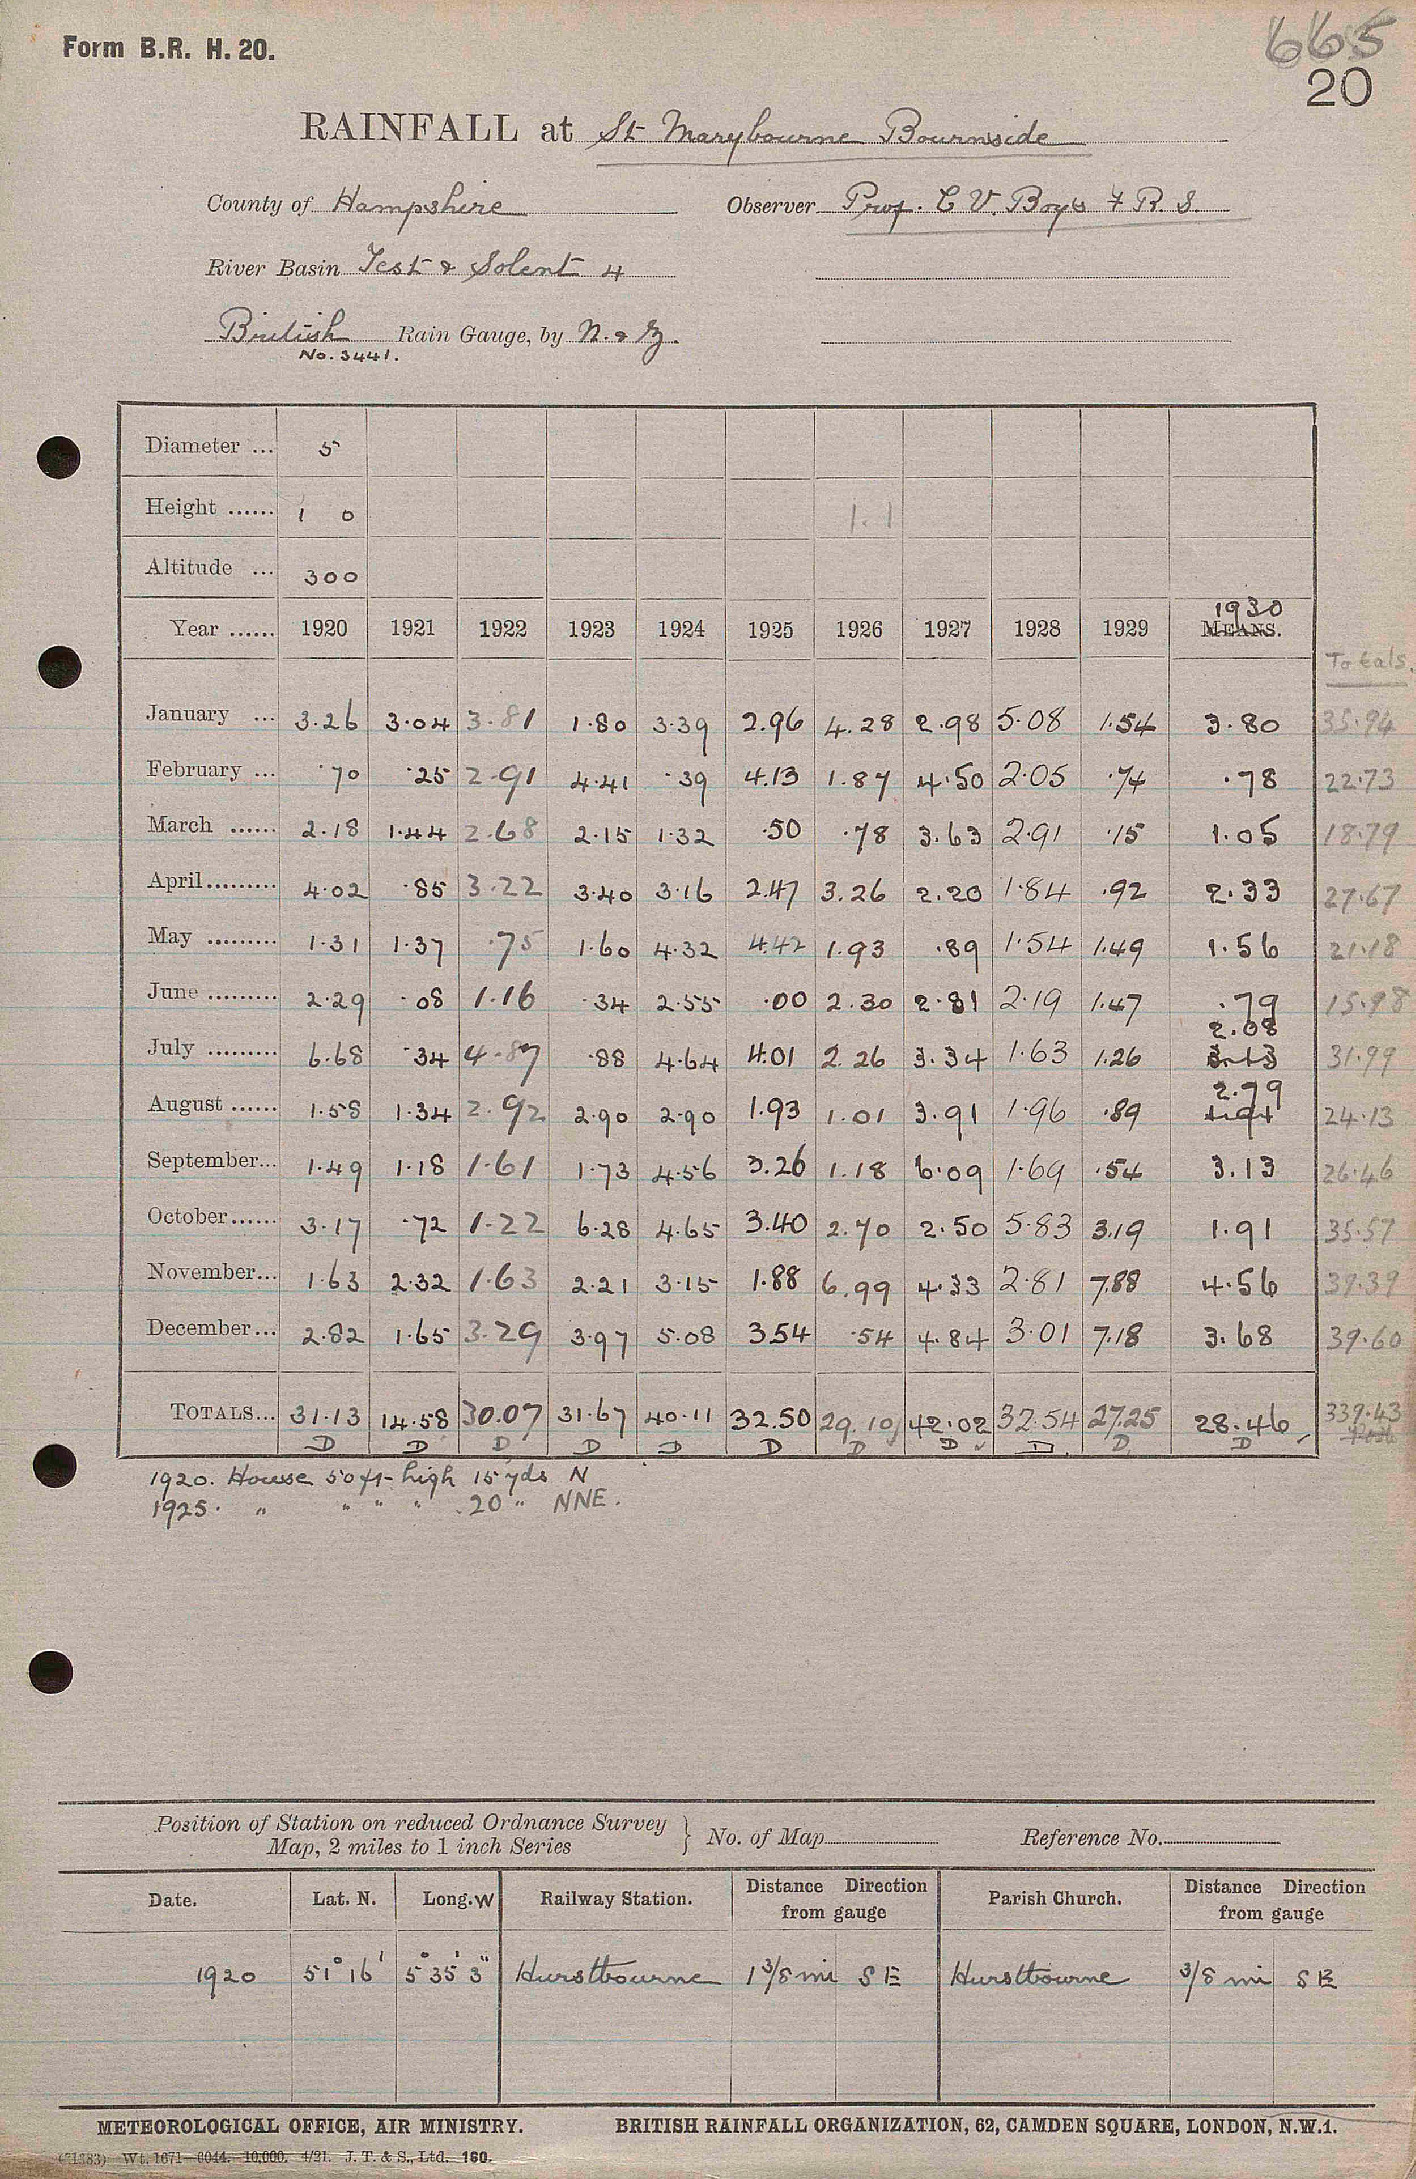 665
Form B.R. H. 20.
20
RAINFALL at St Marybourne Bournside
County of Hampshire Observer Prof. C V. Boys F R. S.
River Basin Test & Solent 4
British Rain Gauge, by N. & Z.
No. 3441.
Diameter ... 5
Height ...... 1 0 1.1
Altitude ... 300
1930
Year ...... 1920 1921 1922 1923 1924 1925 1926 1927 1928 1929 MEANS.
Totals.
January ... 3.26 3.04 3.81 1.80 3.39 2.96 4.28 2.98 5.08 1.54 3.80 35.94
February ... .70 .25 2.91 4.41 .39 4.13 1.87 4.50 2.05 .74 .78 22.73
March ...... 2.18 1.44 2.68 2.15 1.32 .50 .78 3.63 2.91 .15 1.05 18.79
April......... 4.02 .85 3.22 3.40 3.16 2.47 3.26 2.20 1.84 .92 2.33 27.67
May ......... 1.31 1.37 .75 1.60 4.32 4.42 1.93 .89 1.54 1.49 1.56 21.18
June ......... 2.29 .08 1.16 .34 2.55 .00 2.30 2.81 2.19 1.47 .79 15.98
2.08
July ......... 6.68 .34 4.87 .88 4.64 4.01 2.26 3.34 1.63 1.26 3.13 31.99
2.79
August ...... 1.58 1.34 2.92 2.90 2.90 1.93 1.01 3.91 1.96 .89 24.13
September... 1.49 1.18 1.61 1.73 4.56 3.26 1.18 6.09 1.69 .54 3.13 26.46
October...... 3.17 .72 1.22 6.28 4.65 3.40 2.70 2.50 5.83 3.19 1.91 35.57
November... 1.63 2.32 1.63 2.21 3.15 1.88 6.99 4.33 2.81 7.88 4.56 39.39
December... 2.82 1.65 3.29 3.97 5.08 3.54 .54 4.84 3.01 7.18 3.68 39.60
TOTALS... 31.13 14.58 30.07 31.67 40.11 32.50 29.10 42.02 32.54 27.25 28.46 339.43
D D D D D D D D D D D
1920. House 50 ft high 15 yds N
1925. " " " " 20 " NNE.
Position of Station on reduced Ordnance Survey
Map, 2 miles to 1 inch Series } No. of Map Reference No.
Date. Lat. N. Long. W Railway Station. Distance Direction from gauge Parish Church. Distance Direction from gauge
1920 51° 16' 5° 35' 3" Hurstbourne 1 3/8 mi S E Hurstbourne 3/8 mi S E
METEOROLOGICAL OFFICE, AIR MINISTRY. BRITISH RAINFALL ORGANIZATION, 62, CAMDEN SQUARE, LONDON, N.W.1.
Wt. 1671—6044. 10,000. 4/21. J. T. & S., Ltd. 160.